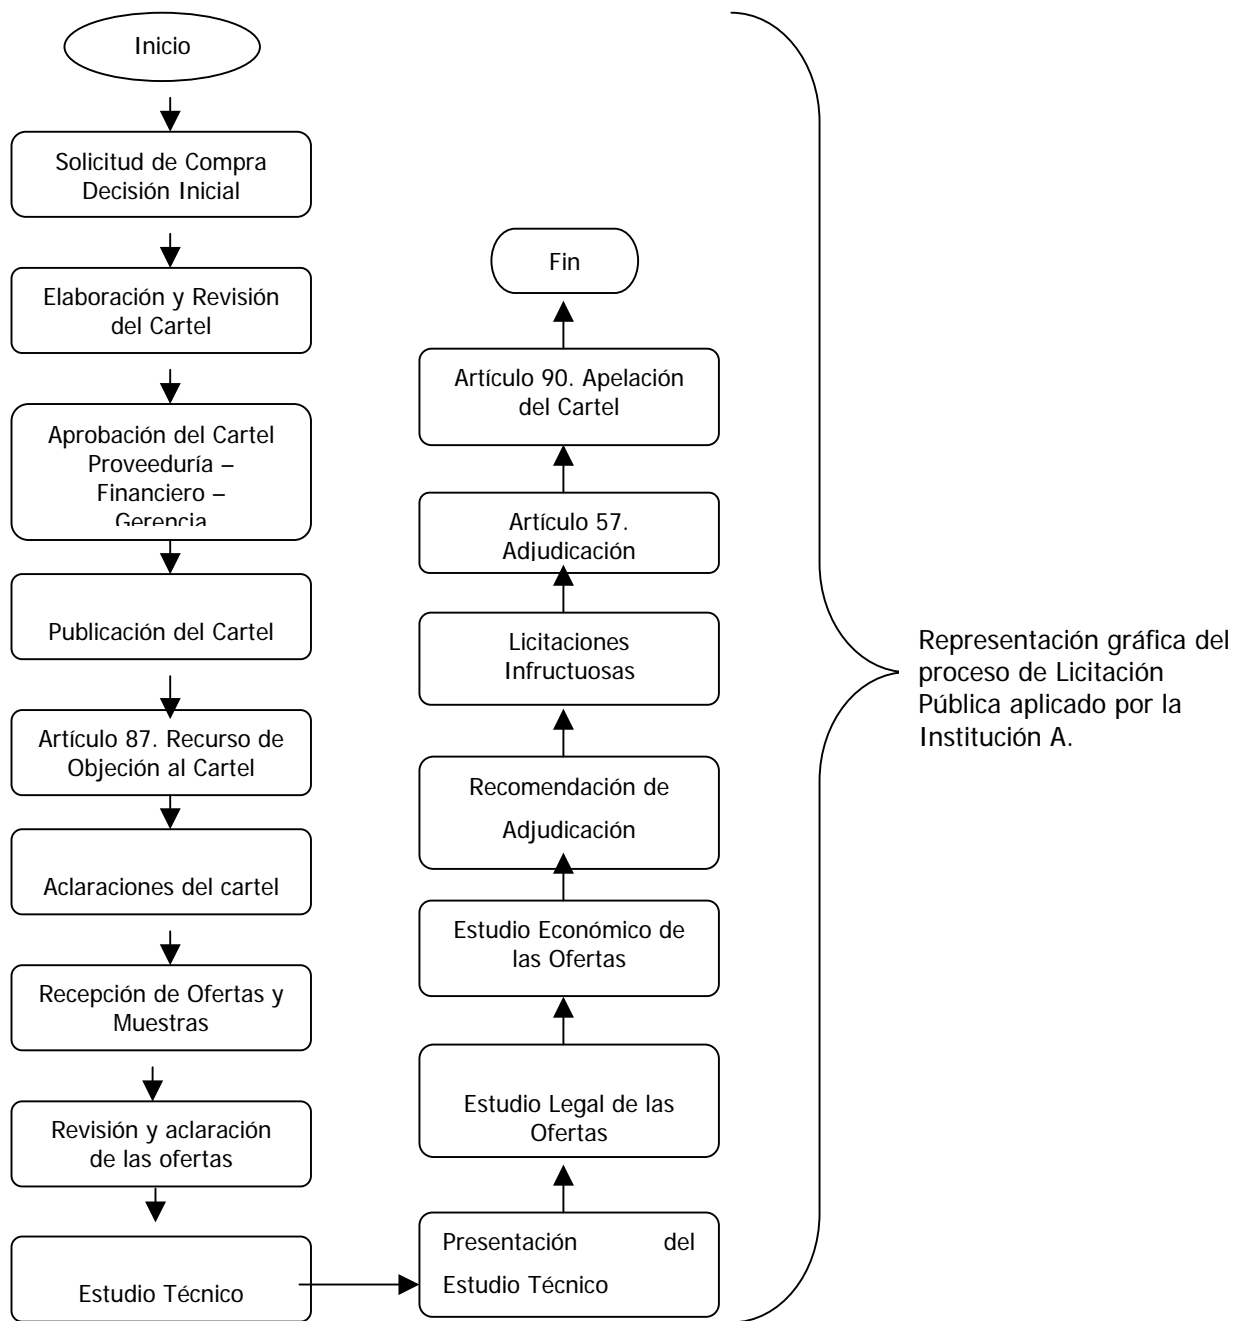 Inicio
Solicitud de Compra
Decisión Inicial
Elaboración y Revisión
del Cartel
Aprobación del Cartel
Proveeduría –
Financiero –
Gerencia
Publicación del Cartel
Artículo 87. Recurso de
Objeción al Cartel
Aclaraciones del cartel
Recepción de Ofertas y
Muestras
Revisión y aclaración
de las ofertas
Estudio Técnico
Presentación del
Estudio Técnico
Estudio Legal de las
Ofertas
Estudio Económico de
las Ofertas
Recomendación de
Adjudicación
Licitaciones
Infructuosas
Artículo 57.
Adjudicación
Artículo 90. Apelación
del Cartel
Fin
Representación gráfica del
proceso de Licitación
Pública aplicado por la
Institución A.